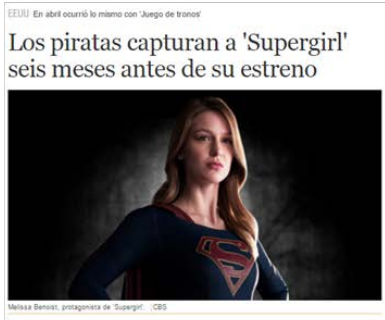 EEUU En abril ocurrió lo mismo con 'Juego de tronos'
Los piratas capturan a 'Supergirl'
seis meses antes de su estreno
Melissa Benoist, protagonista de 'Supergirl'. | CBS